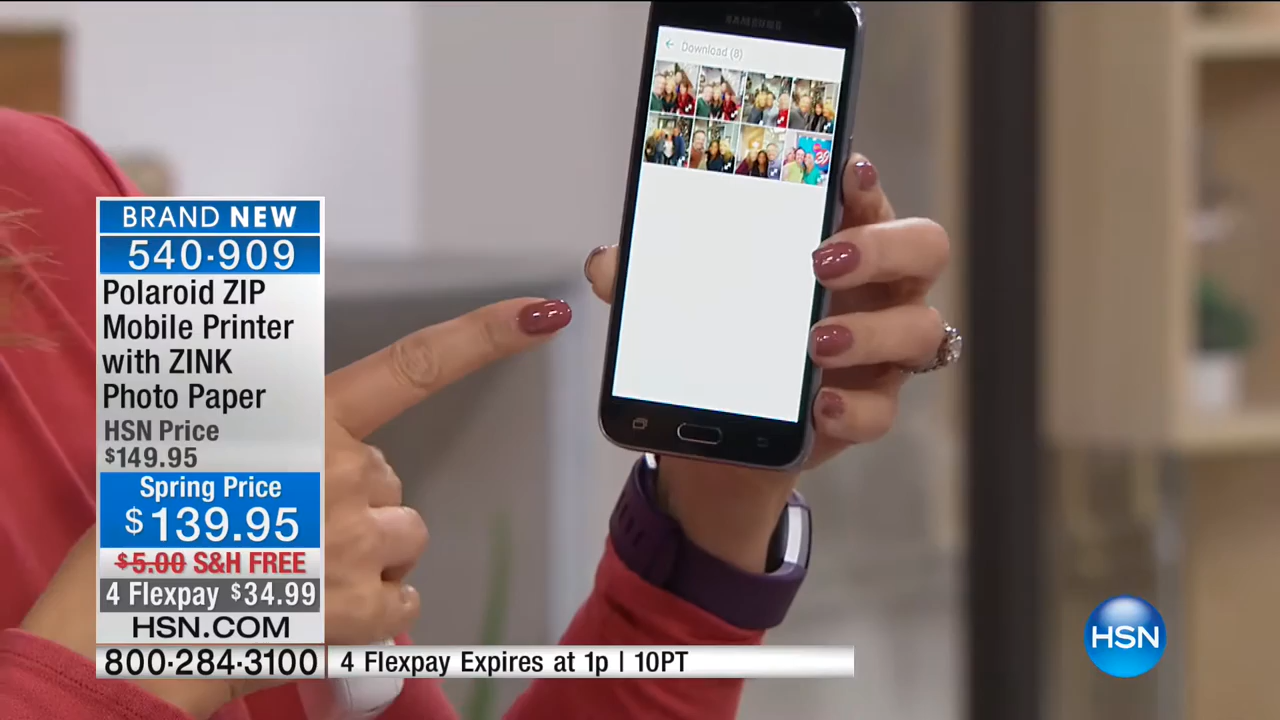 SAMSUNG
Download (8)
30
BRAND NEW
540-909
Polaroid ZIP
Mobile Printer
with ZINK
Photo Paper
HSN Price
$149.95
Spring Price
$139.95
$5.00 S&H FREE
4 Flexpay $34.99
HSN.COM
800-284-3100
4 Flexpay Expires at 1p | 10PT
HSN